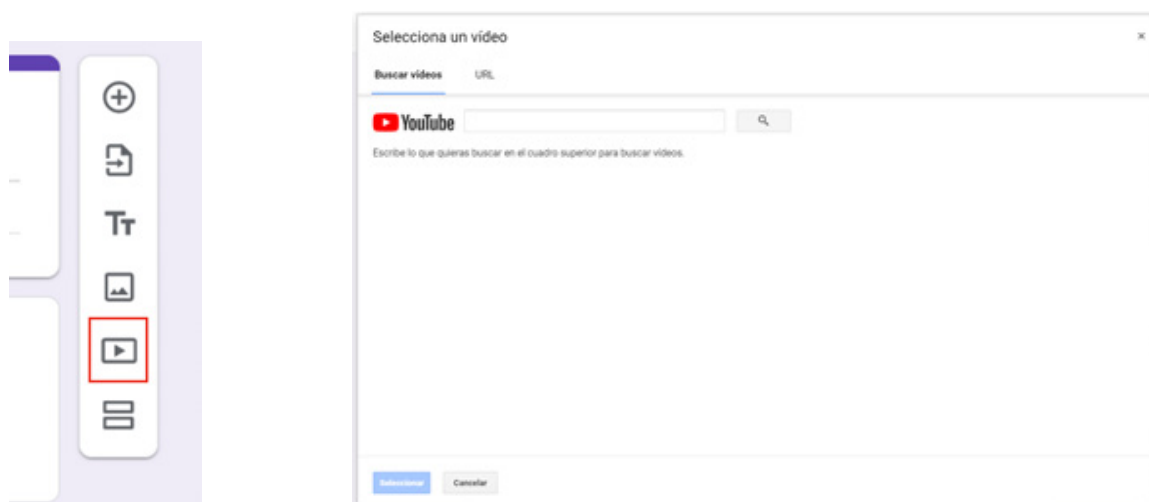 Tт
Selecciona un vídeo
×
Buscar vídeos URL
YouTube
Escribe lo que quieras buscar en el cuadro superior para buscar vídeos.
Seleccionar Cancelar